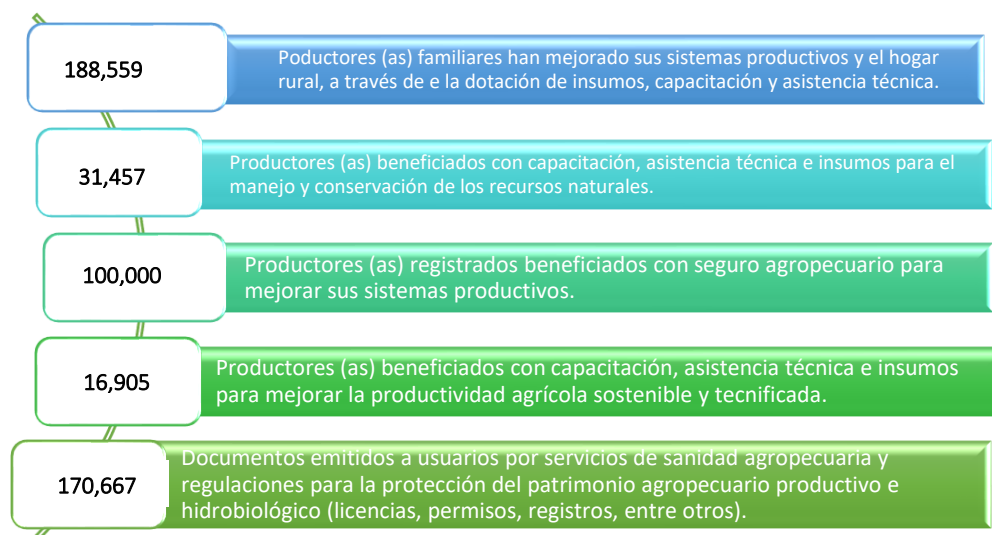 188,559
Poductores (as) familiares han mejorado sus sistemas productivos y el hogar
rural, a través de e la dotación de insumos, capacitación y asistencia técnica.
31,457
Productores (as) beneficiados con capacitación, asistencia técnica e insumos para el
manejo y conservación de los recursos naturales.
100,000
Productores (as) registrados beneficiados con seguro agropecuario para
mejorar sus sistemas productivos.
16,905
Productores (as) beneficiados con capacitación, asistencia técnica e insumos
para mejorar la productividad agrícola sostenible y tecnificada.
170,667
Documentos emitidos a usuarios por servicios de sanidad agropecuaria y
regulaciones para la protección del patrimonio agropecuario productivo e
hidrobiológico (licencias, permisos, registros, entre otros).